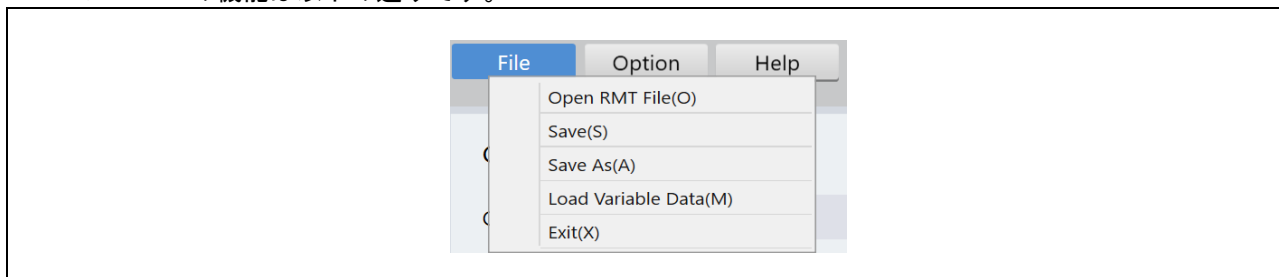 File Option Help
Open RMT File(O)
Save(S)
Save As(A)
Load Variable Data(M)
Exit(X)